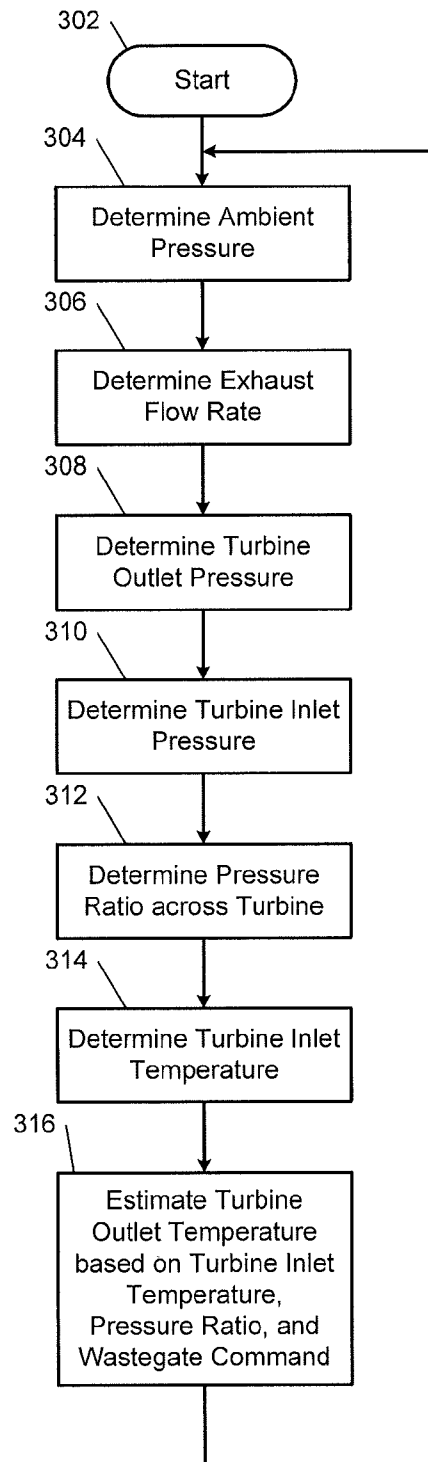 302
Start
304
Determine Ambient
Pressure
306
Determine Exhaust
Flow Rate
308
Determine Turbine
Outlet Pressure
310
Determine Turbine Inlet
Pressure
312
Determine Pressure
Ratio across Turbine
314
Determine Turbine Inlet
Temperature
316
Estimate Turbine
Outlet Temperature
based on Turbine Inlet
Temperature,
Pressure Ratio, and
Wastegate Command